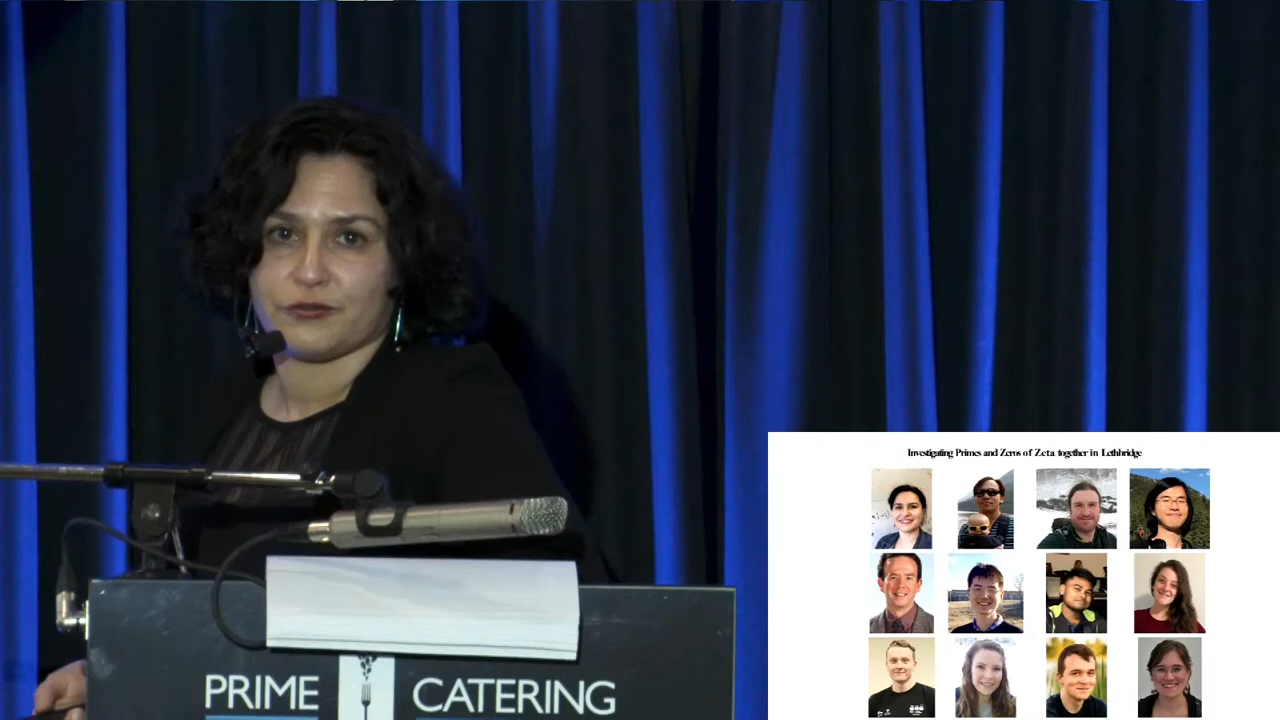 Investigating Primes and Zeros of Zeta together in Lethbridge
PRIME CATERING